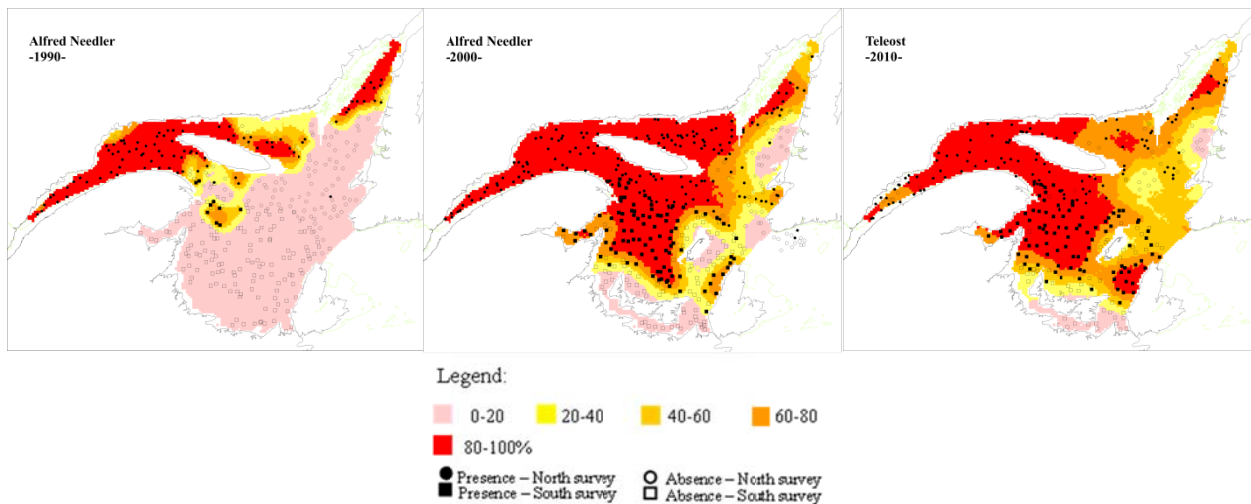 Alfred Needler
-1990-
Alfred Needler
-2000-
Teleost
-2010-
Legend:
0-20 20-40 40-60 60-80
80-100%
Presence – North survey Absence – North survey
Presence – South survey Absence – South survey